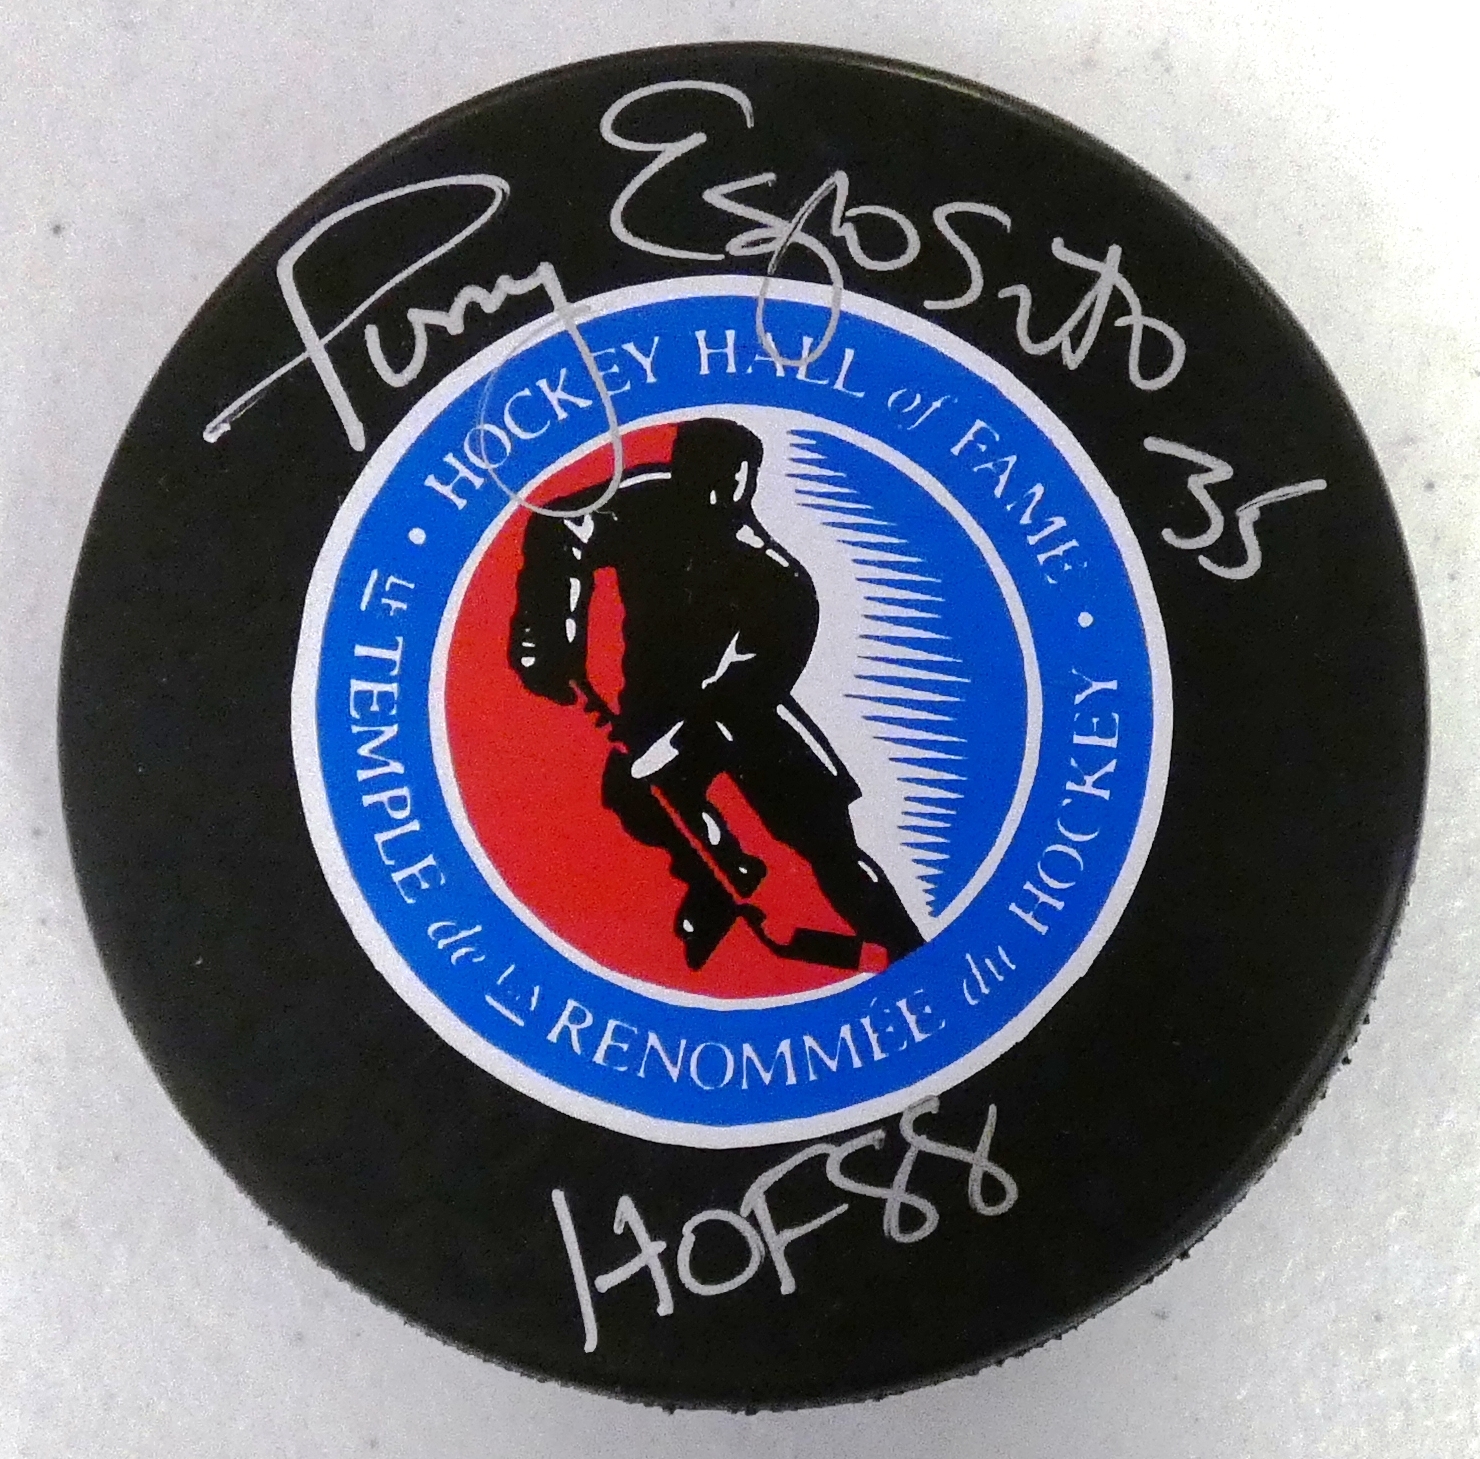 Tony Esposito 35
HOCKEY HALL of FAME
• LE TEMPLE de LA RENOMMÉE du HOCKEY •
HOF 88